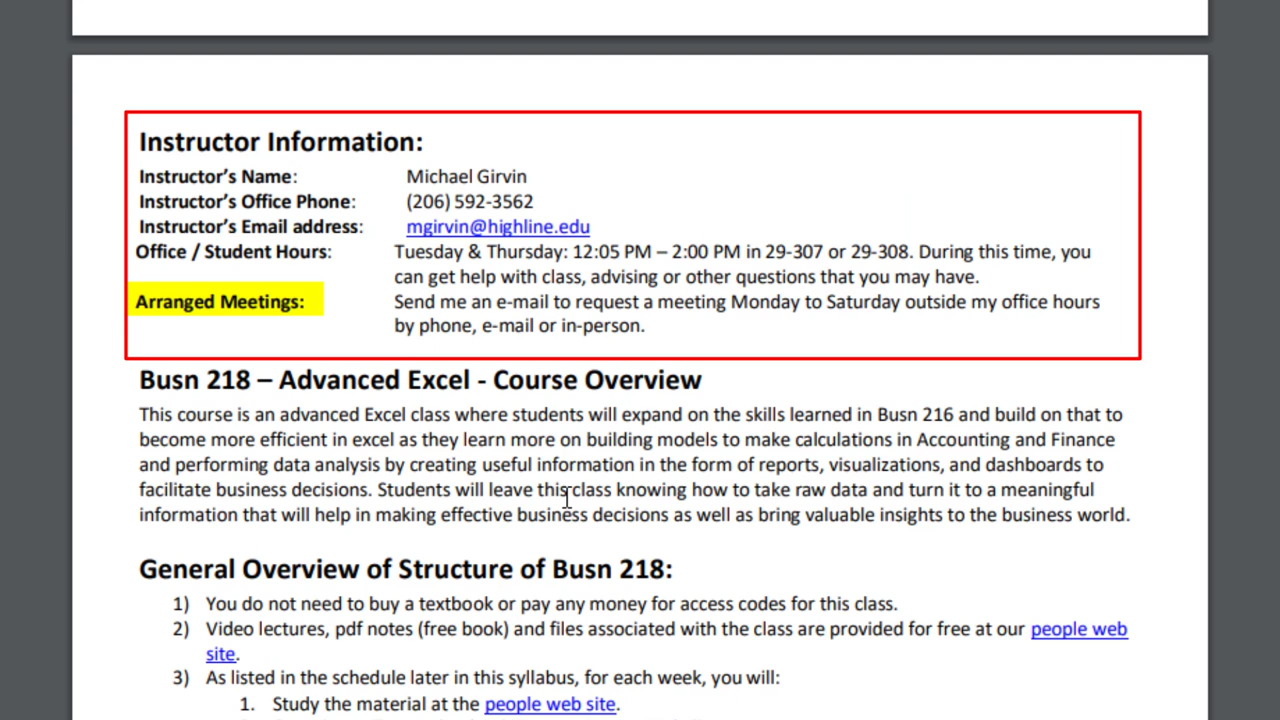 Instructor Information:
Instructor's Name: Michael Girvin
Instructor's Office Phone: (206) 592-3562
Instructor's Email address: mgirvin@highline.edu
Office / Student Hours: Tuesday & Thursday: 12:05 PM – 2:00 PM in 29-307 or 29-308. During this time, you
can get help with class, advising or other questions that you may have.
Arranged Meetings: Send me an e-mail to request a meeting Monday to Saturday outside my office hours
by phone, e-mail or in-person.
Busn 218 – Advanced Excel - Course Overview
This course is an advanced Excel class where students will expand on the skills learned in Busn 216 and build on that to
become more efficient in excel as they learn more on building models to make calculations in Accounting and Finance
and performing data analysis by creating useful information in the form of reports, visualizations, and dashboards to
facilitate business decisions. Students will leave this class knowing how to take raw data and turn it to a meaningful
information that will help in making effective business decisions as well as bring valuable insights to the business world.
General Overview of Structure of Busn 218:
1) You do not need to buy a textbook or pay any money for access codes for this class.
2) Video lectures, pdf notes (free book) and files associated with the class are provided for free at our people web
site.
3) As listed in the schedule later in this syllabus, for each week, you will:
1. Study the material at the people web site.